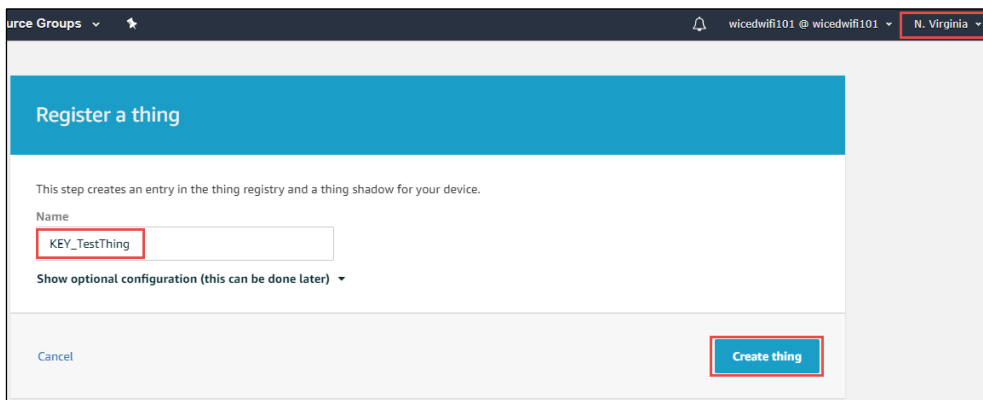 urce Groups
wicedwifi101 @ wicedwifi101
N. Virginia
Register a thing
This step creates an entry in the thing registry and a thing shadow for your device.
Name
KEY_TestThing
Show optional configuration (this can be done later)
Cancel
Create thing